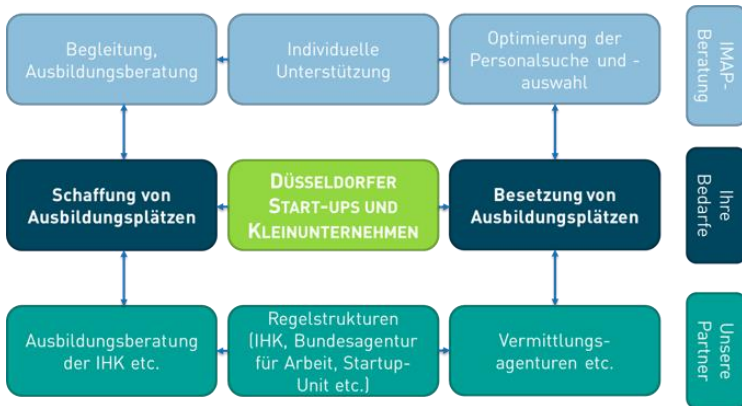 Begleitung,
Ausbildungsberatung
Individuelle
Unterstützung
Optimierung der
Personalsuche und -
auswahl
IMAP-
Beratung
Schaffung von
Ausbildungsplätzen
DÜSSELDORFER
START-UPS UND
KLEINUNTERNEHMEN
Besetzung von
Ausbildungsplätzen
Ihre
Bedarfe
Ausbildungsberatung
der IHK etc.
Regelstrukturen
(IHK, Bundesagentur
für Arbeit, Startup-
Unit etc.)
Vermittlungs-
agenturen etc.
Unsere
Partner